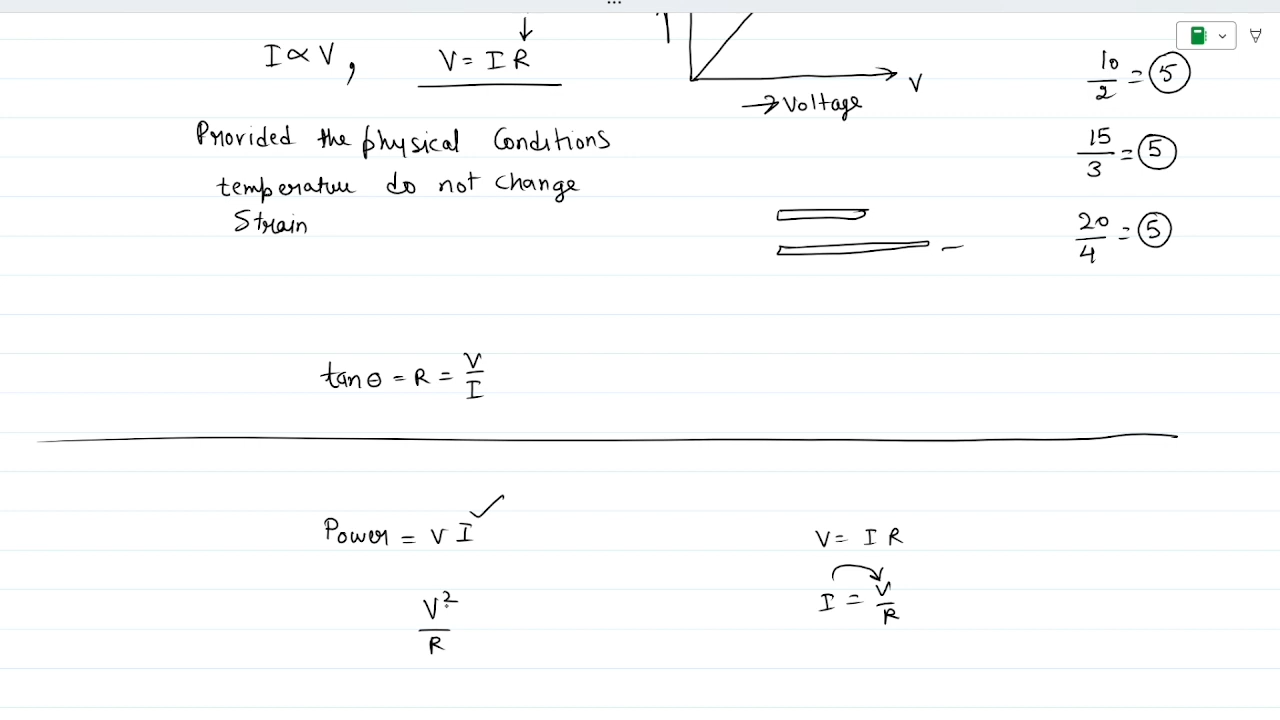 I ∝ V, V = I R
Provided the physical Conditions
temperature do not change
Strain
V
→ Voltage
10/2 = 5
15/3 = 5
20/4 = 5
tan θ = R = V/I
Power = V I ✓
V²/R
V = I R
I = V/R